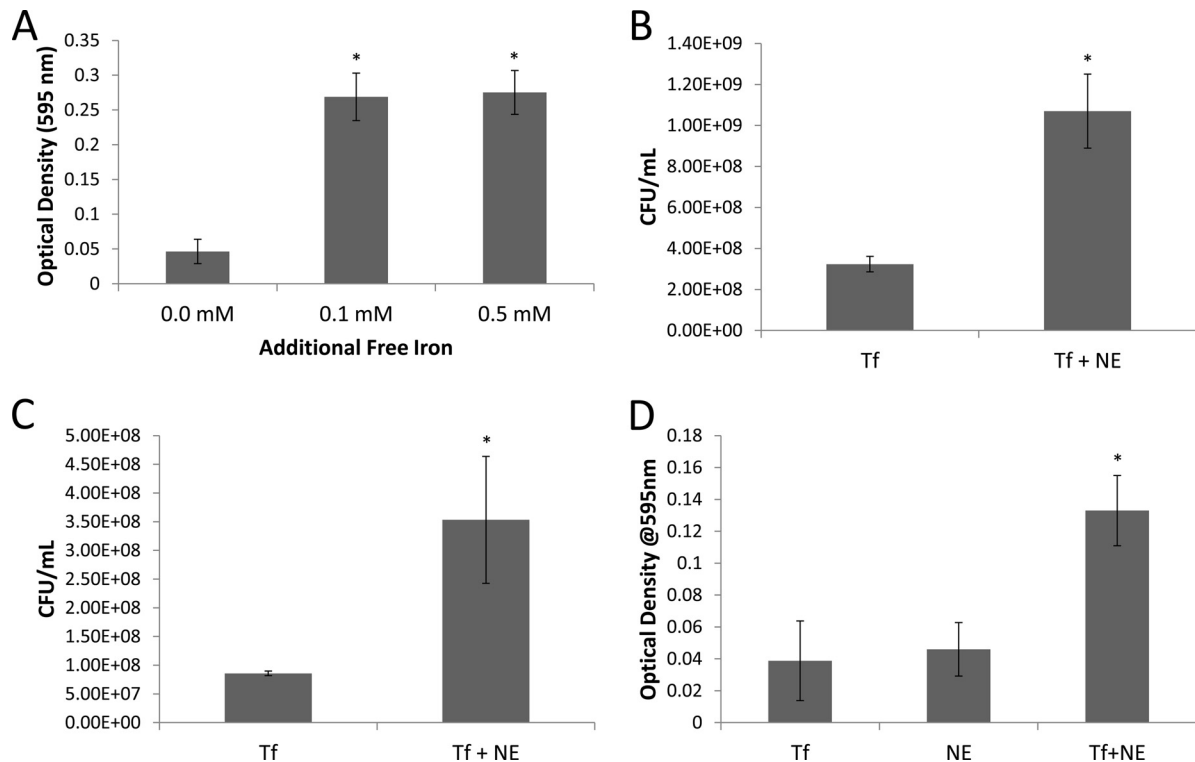 A
Optical Density (595 nm)
0.35
0.3
0.25
0.2
0.15
0.1
0.05
0
*
*
0.0 mM
0.1 mM
0.5 mM
Additional Free Iron
B
CFU/mL
1.40E+09
1.20E+09
1.00E+09
8.00E+08
6.00E+08
4.00E+08
2.00E+08
0.00E+00
*
Tf
Tf + NE
C
CFU/mL
5.00E+08
4.50E+08
4.00E+08
3.50E+08
3.00E+08
2.50E+08
2.00E+08
1.50E+08
1.00E+08
5.00E+07
0.00E+00
*
Tf
Tf + NE
D
Optical Density @595nm
0.18
0.16
0.14
0.12
0.1
0.08
0.06
0.04
0.02
0
*
Tf
NE
Tf+NE